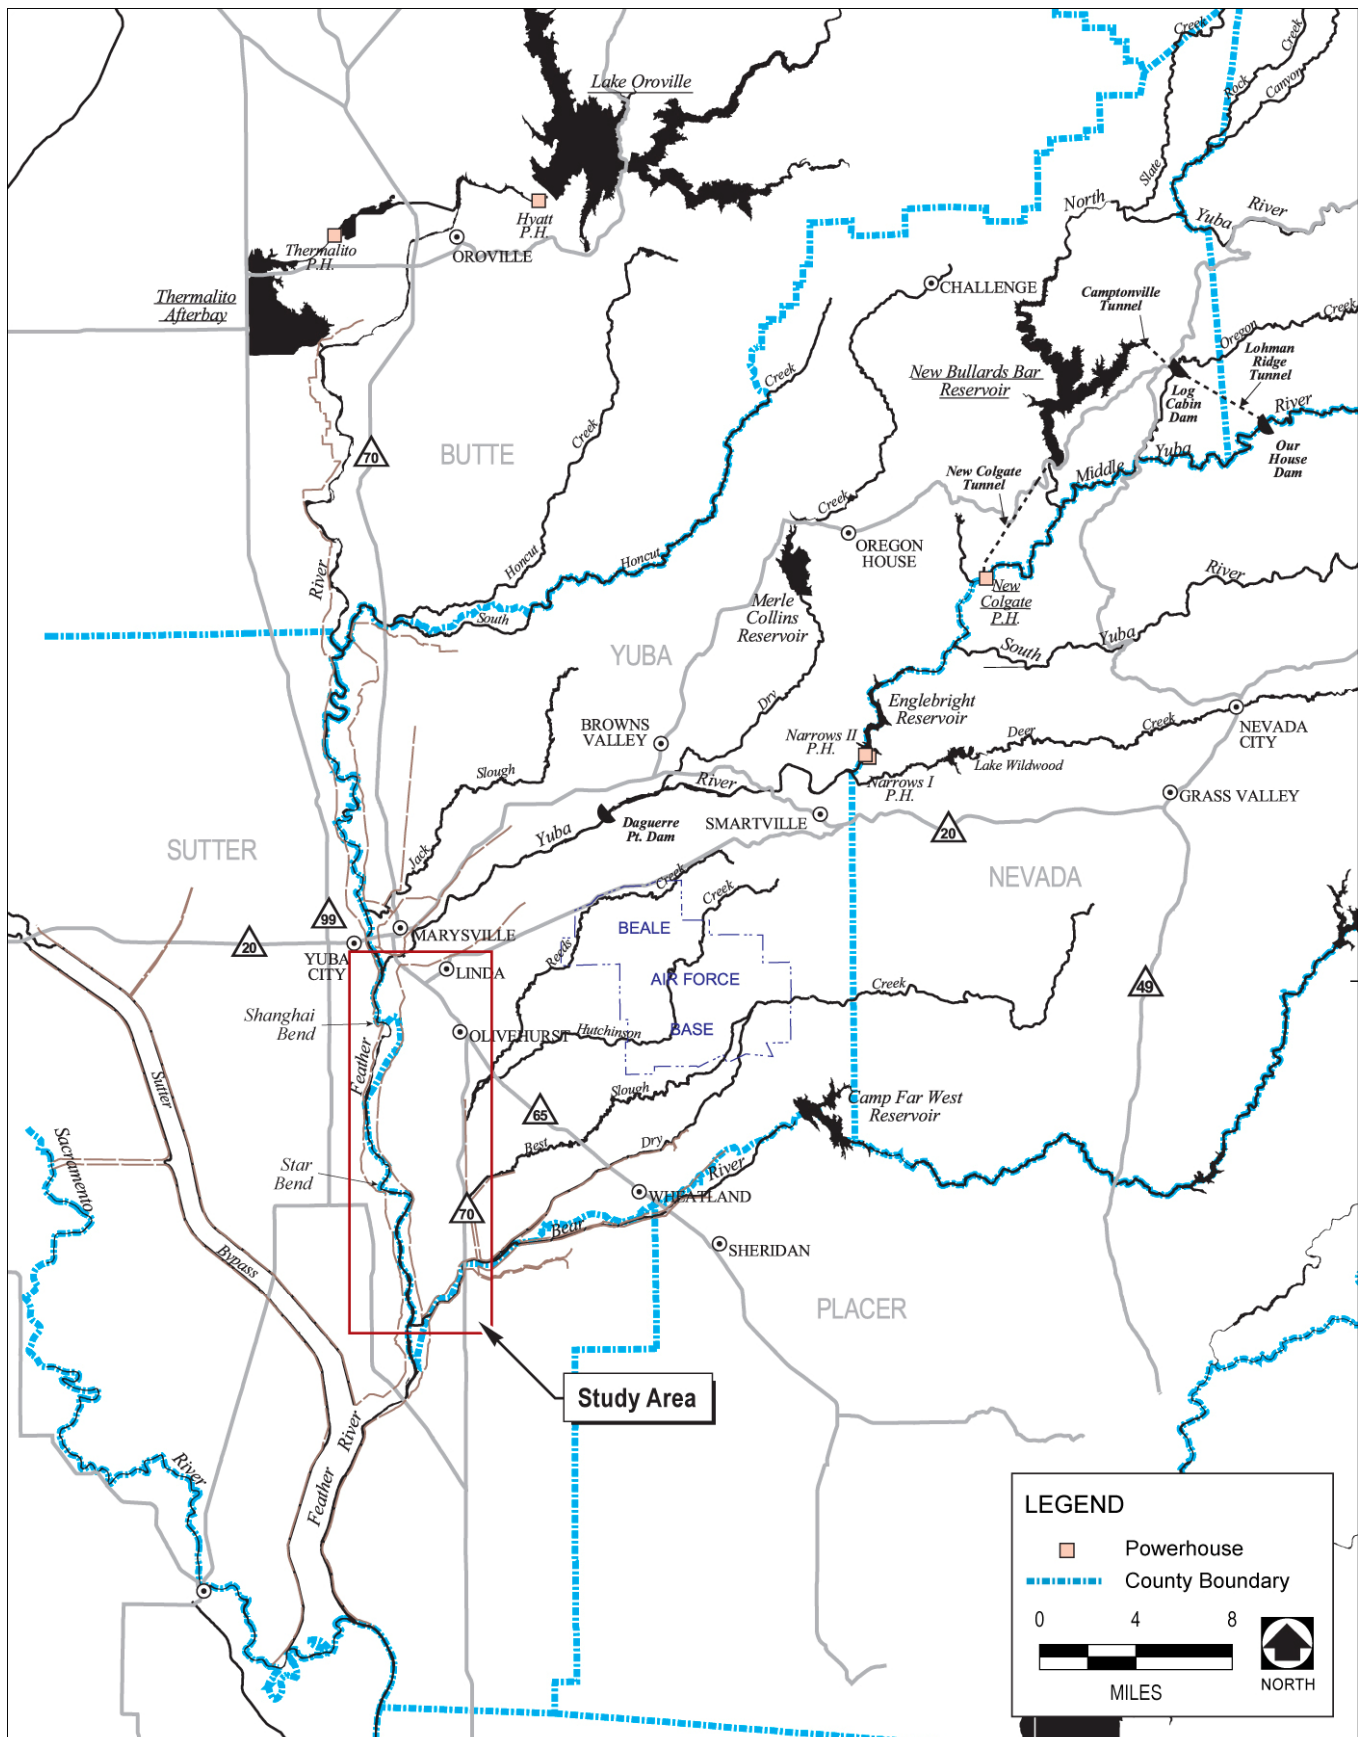 Creek
Creek
Rock
Canyon
Lake Oroville
Slate
North
Yuba
River
Hyatt
P.H.
Thermalito
P.H.
OROVILLE
Thermalito
Afterbay
CHALLENGE
Camptonville
Tunnel
Oregon
Creek
Lohman
Ridge
Tunnel
New Bullards Bar
Reservoir
Creek
Log
Cabin
Dam
River
70
BUTTE
Creek
Yuba
Our
House
Dam
Middle
New Colgate
Tunnel
Creek
OREGON
HOUSE
River
Honcut
Honcut
South
River
New
Colgate
P.H.
Merle
Collins
Reservoir
YUBA
South
Yuba
Dry
Englebright
Reservoir
NEVADA
CITY
BROWNS
VALLEY
Narrows II
P.H.
Deer
Creek
Lake Wildwood
Slough
River
Narrows I
P.H.
GRASS VALLEY
SMARTVILLE
20
Daguerre
Pt. Dam
Yuba
SUTTER
Jack
Creek
Creek
NEVADA
99
20
MARYSVILLE
BEALE
YUBA
CITY
LINDA
Reeds
AIR FORCE
49
Creek
Shanghai
Bend
OLIVEHURST
Hutchinson
BASE
Feather
Sutter
Slough
Camp Far West
Reservoir
65
Best
Dry
Sacramento
Star
Bend
River
WHEATLAND
70
Bear
SHERIDAN
Bypass
PLACER
Study Area
River
River
Feather
LEGEND
Powerhouse
County Boundary
0 4 8
MILES
NORTH